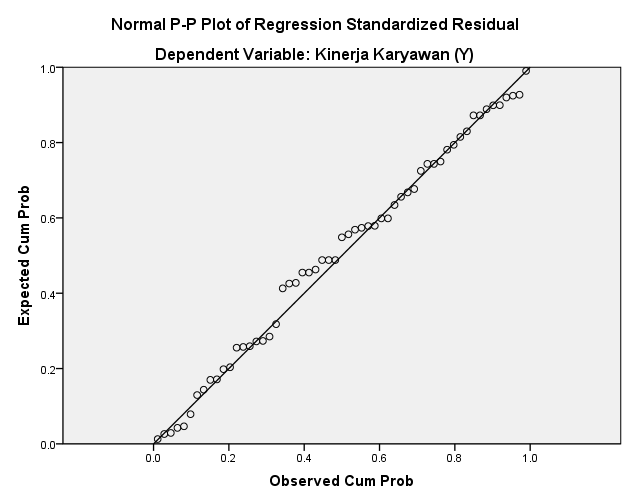 Normal P-P Plot of Regression Standardized Residual
Dependent Variable: Kinerja Karyawan (Y)
1.0
0.8
0.6
0.4
0.2
0.0
Expected Cum Prob
0.0 0.2 0.4 0.6 0.8 1.0
Observed Cum Prob